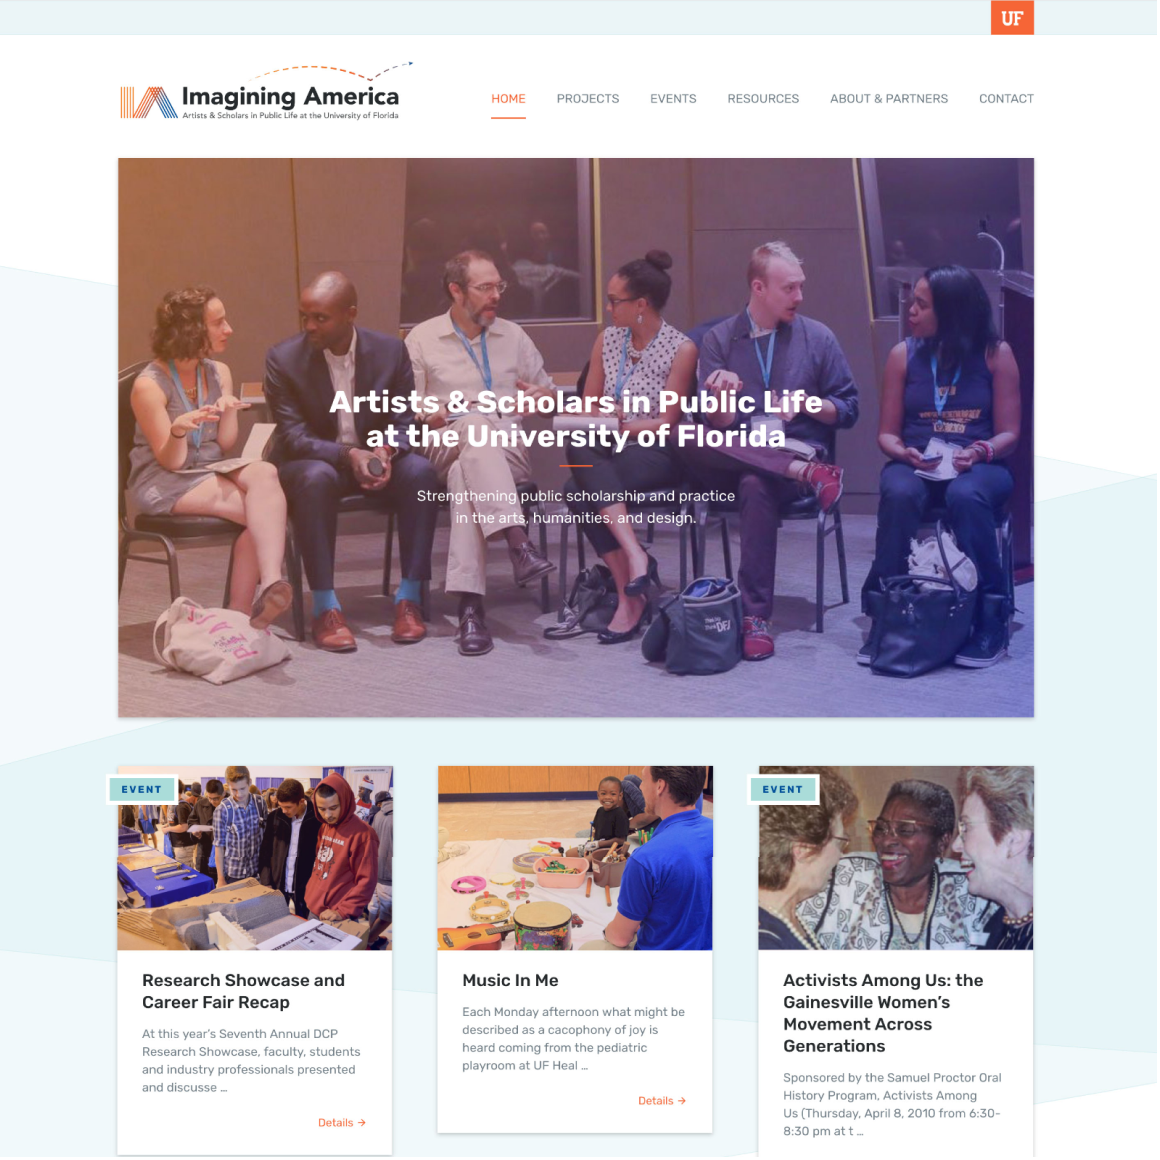 UF
Imagining America
Artists & Scholars in Public Life at the University of Florida
HOME PROJECTS EVENTS RESOURCES ABOUT & PARTNERS CONTACT
Artists & Scholars in Public Life
at the University of Florida
Strengthening public scholarship and practice
in the arts, humanities, and design.
EVENT
Research Showcase and
Career Fair Recap
At this year’s Seventh Annual DCP
Research Showcase, faculty, students
and industry professionals presented
and discusse ...
Details →
Music In Me
Each Monday afternoon what might be
described as a cacophony of joy is
heard coming from the pediatric
playroom at UF Heal ...
Details →
EVENT
Activists Among Us: the
Gainesville Women’s
Movement Across
Generations
Sponsored by the Samuel Proctor Oral
History Program, Activists Among
Us (Thursday, April 8, 2010 from 6:30-
8:30 pm at t ...